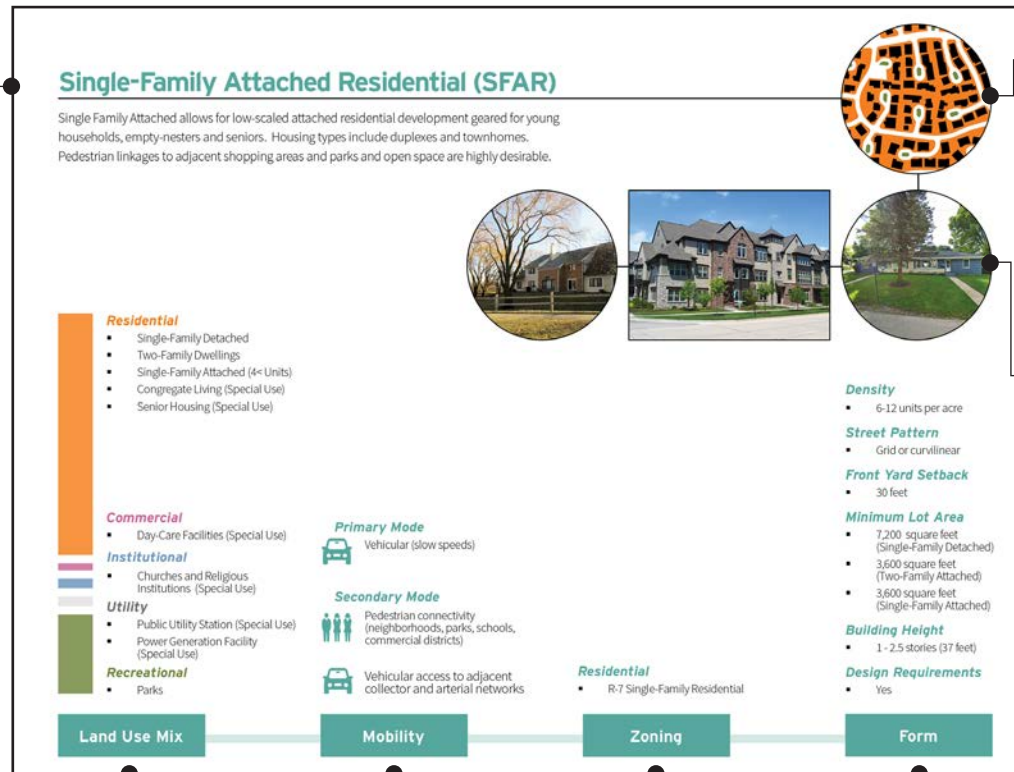 Single-Family Attached Residential (SFAR)
Single Family Attached allows for low-scaled attached residential development geared for young
households, empty-nesters and seniors. Housing types include duplexes and townhomes.
Pedestrian linkages to adjacent shopping areas and parks and open space are highly desirable.
Residential
▪ Single-Family Detached
▪ Two-Family Dwellings
▪ Single-Family Attached (4< Units)
▪ Congregate Living (Special Use)
▪ Senior Housing (Special Use)
Commercial
▪ Day-Care Facilities (Special Use)
Institutional
▪ Churches and Religious
Institutions (Special Use)
Utility
▪ Public Utility Station (Special Use)
▪ Power Generation Facility
(Special Use)
Recreational
▪ Parks
Land Use Mix
Primary Mode
Vehicular (slow speeds)
Secondary Mode
Pedestrian connectivity
(neighborhoods, parks, schools,
commercial districts)
Vehicular access to adjacent
collector and arterial networks
Mobility
Residential
▪ R-7 Single-Family Residential
Zoning
Density
▪ 6-12 units per acre
Street Pattern
▪ Grid or curvilinear
Front Yard Setback
▪ 30 feet
Minimum Lot Area
▪ 7,200 square feet
(Single-Family Detached)
▪ 3,600 square feet
(Two-Family Attached)
▪ 3,600 square feet
(Single-Family Attached)
Building Height
▪ 1 - 2.5 stories (37 feet)
Design Requirements
▪ Yes
Form